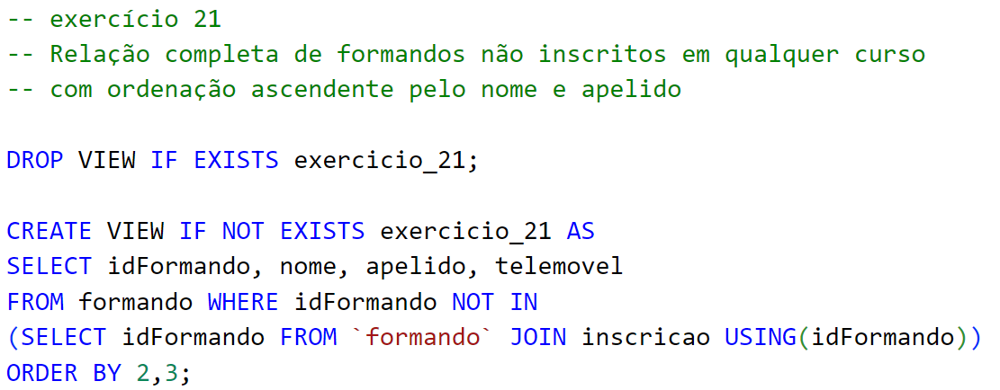 -- exercício 21
-- Relação completa de formandos não inscritos em qualquer curso
-- com ordenação ascendente pelo nome e apelido
DROP VIEW IF EXISTS exercicio_21;
CREATE VIEW IF NOT EXISTS exercicio_21 AS
SELECT idFormando, nome, apelido, telemovel
FROM formando WHERE idFormando NOT IN
(SELECT idFormando FROM `formando` JOIN inscricao USING(idFormando))
ORDER BY 2,3;